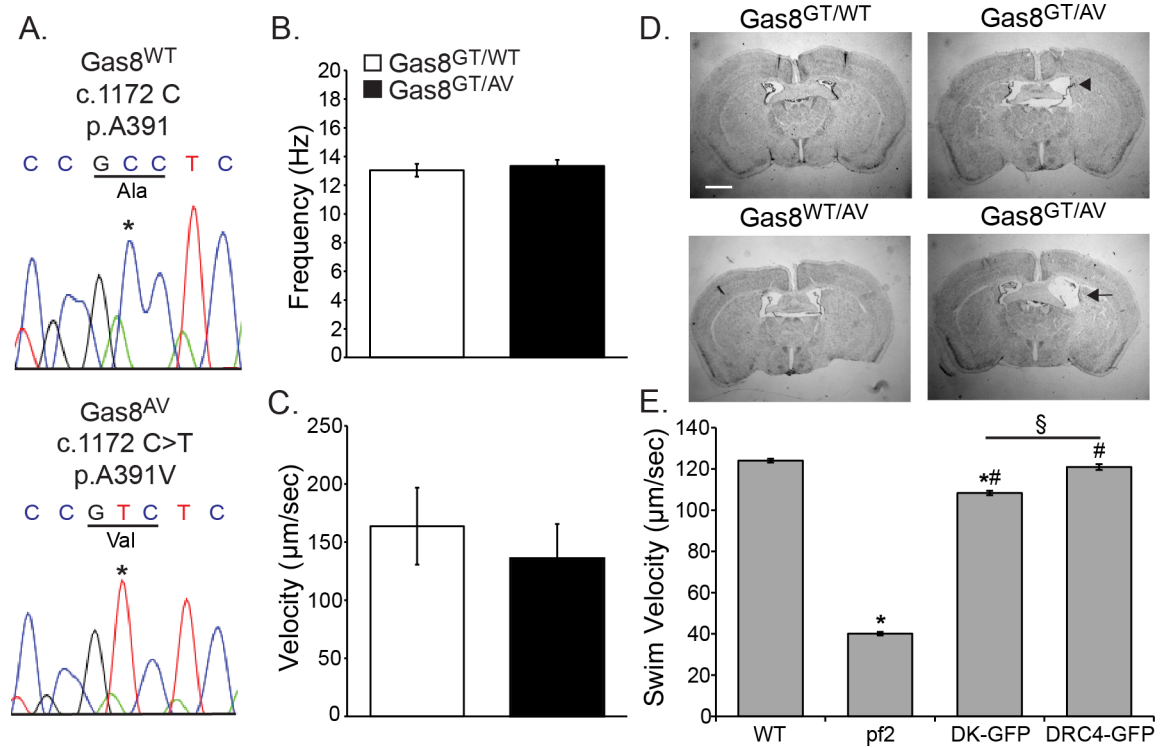 A.
Gas8WT
c.1172 C
p.A391
C C G C C T C
Ala
*
Gas8AV
c.1172 C>T
p.A391V
C C G T C T C
Val
*
B.
Gas8GT/WT
Gas8GT/AV
Frequency (Hz)
20
18
16
14
12
10
8
6
4
2
0
C.
Velocity (µm/sec)
250
200
150
100
50
0
D.
Gas8GT/WT
Gas8GT/AV
Gas8WT/AV
Gas8GT/AV
E.
Swim Velocity (µm/sec)
140
120
100
80
60
40
20
0
*
*#
§
#
WT
pf2
DK-GFP
DRC4-GFP